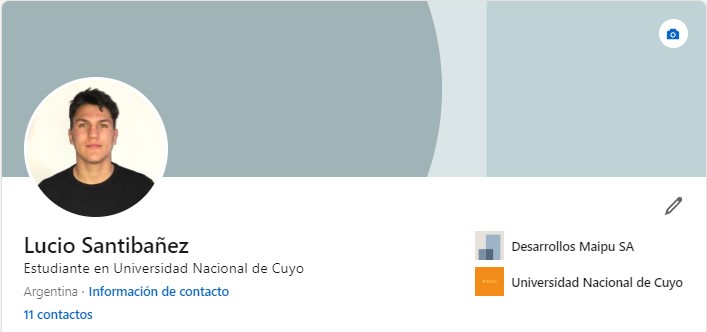 Lucio Santibañez
Estudiante en Universidad Nacional de Cuyo
Argentina · Información de contacto
11 contactos
Desarrollos Maipu SA
Universidad Nacional de Cuyo